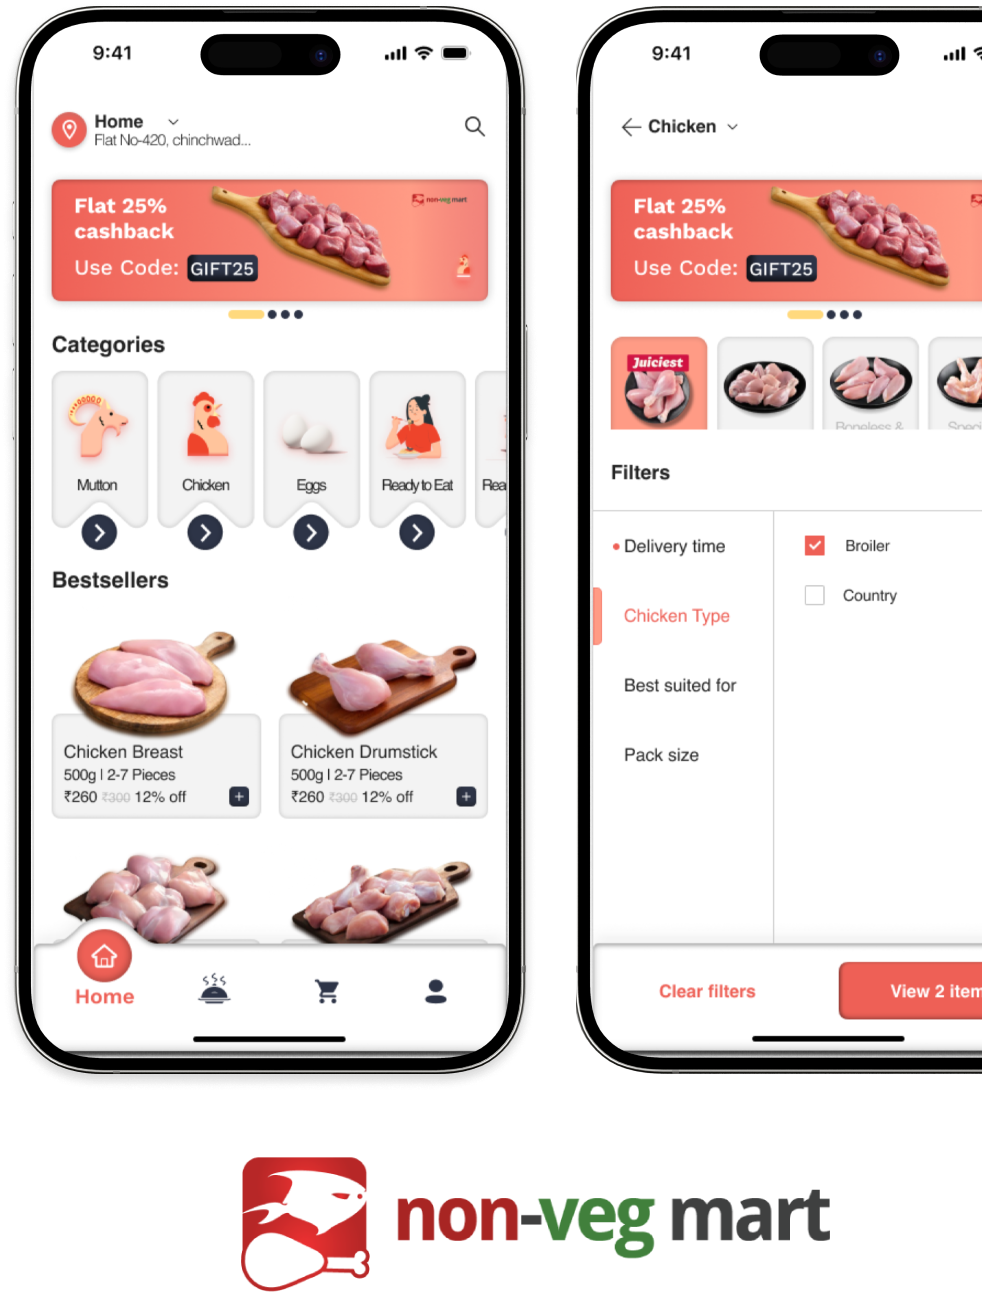 9:41
Home
Flat No-420, chinchwad...
Flat 25%
cashback
Use Code: GIFT25
non-veg mart
Categories
Mutton
Chicken
Eggs
Ready to Eat
Rea
Bestsellers
Chicken Breast
500g | 2-7 Pieces
₹260 ₹300 12% off
Chicken Drumstick
500g | 2-7 Pieces
₹260 ₹300 12% off
Home
9:41
Chicken
Flat 25%
cashback
Use Code: GIFT25
Juiciest
Boneless &
Speci
Filters
Delivery time
Chicken Type
Best suited for
Pack size
Broiler
Country
Clear filters
View 2 item
non-veg mart